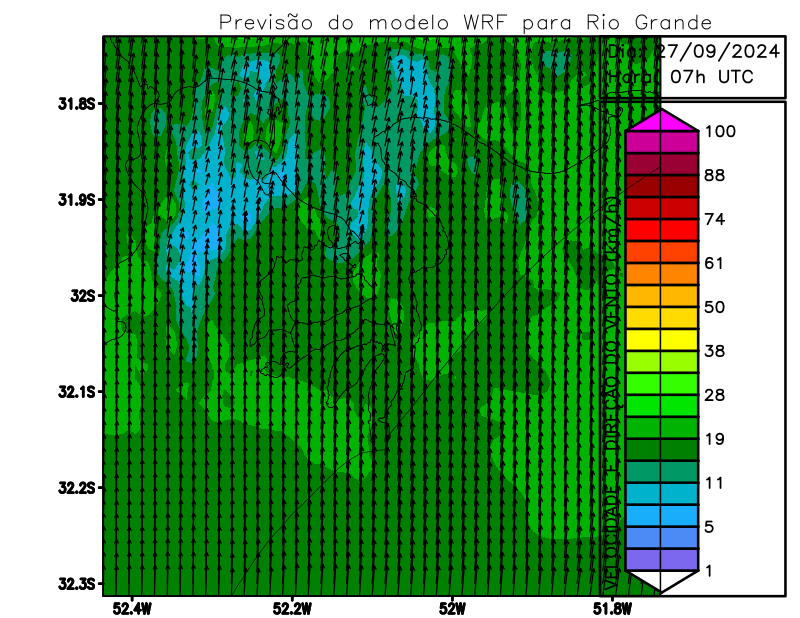 Previsão do modelo WRF para Rio Grande
Dia: 27/09/2024
Hora: 07h UTC
31.8S
31.9S
32S
32.1S
32.2S
32.3S
52.4W
52.2W
52W
51.8W
VELOCIDADE E DIREÇÃO DO VENTO (km/h)
100
88
74
61
50
38
28
19
11
5
1